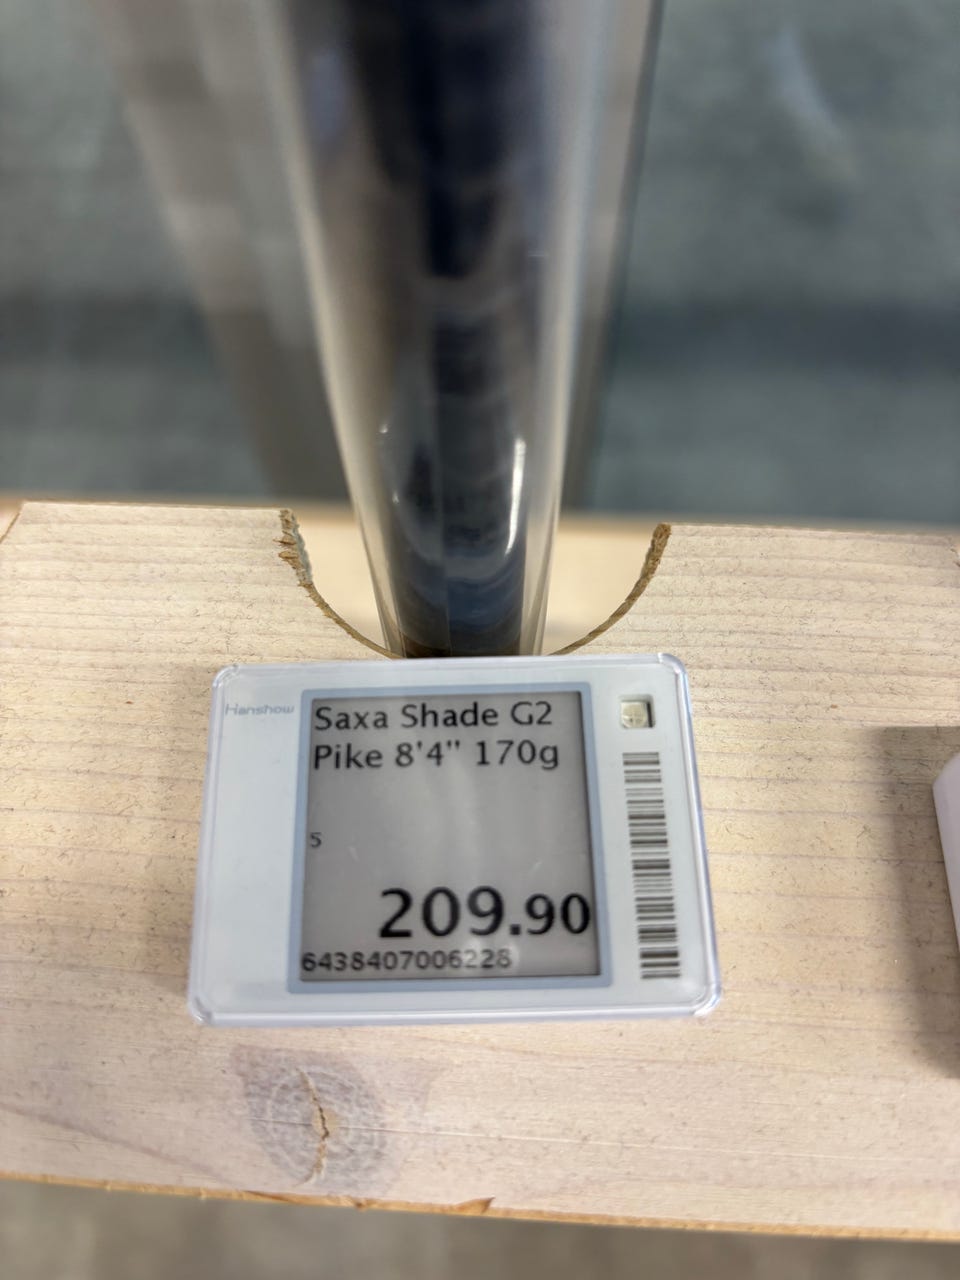 Hanshow
Saxa Shade G2
Pike 8'4" 170g
5
209.90
6438407006228